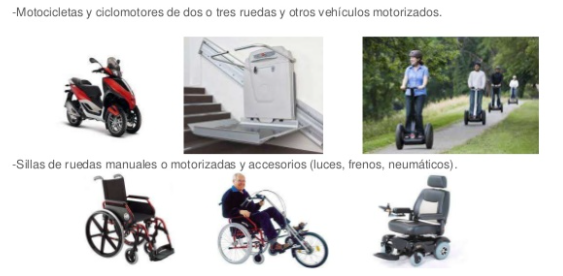 -Motocicletas y ciclomotores de dos o tres ruedas y otros vehículos motorizados.
-Sillas de ruedas manuales o motorizadas y accesorios (luces, frenos, neumáticos).